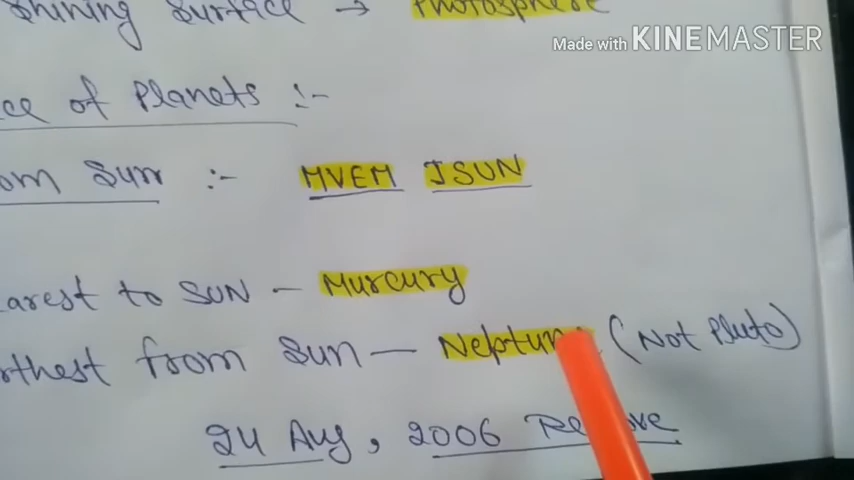 Shining Surface → Photosphere
Made with KINEMASTER
ce of Planets :-
om Sun :- MVEM JSUN
arest to SUN - Murcury
rthest from Sun - Neptune (Not Pluto)
24 Aug, 2006